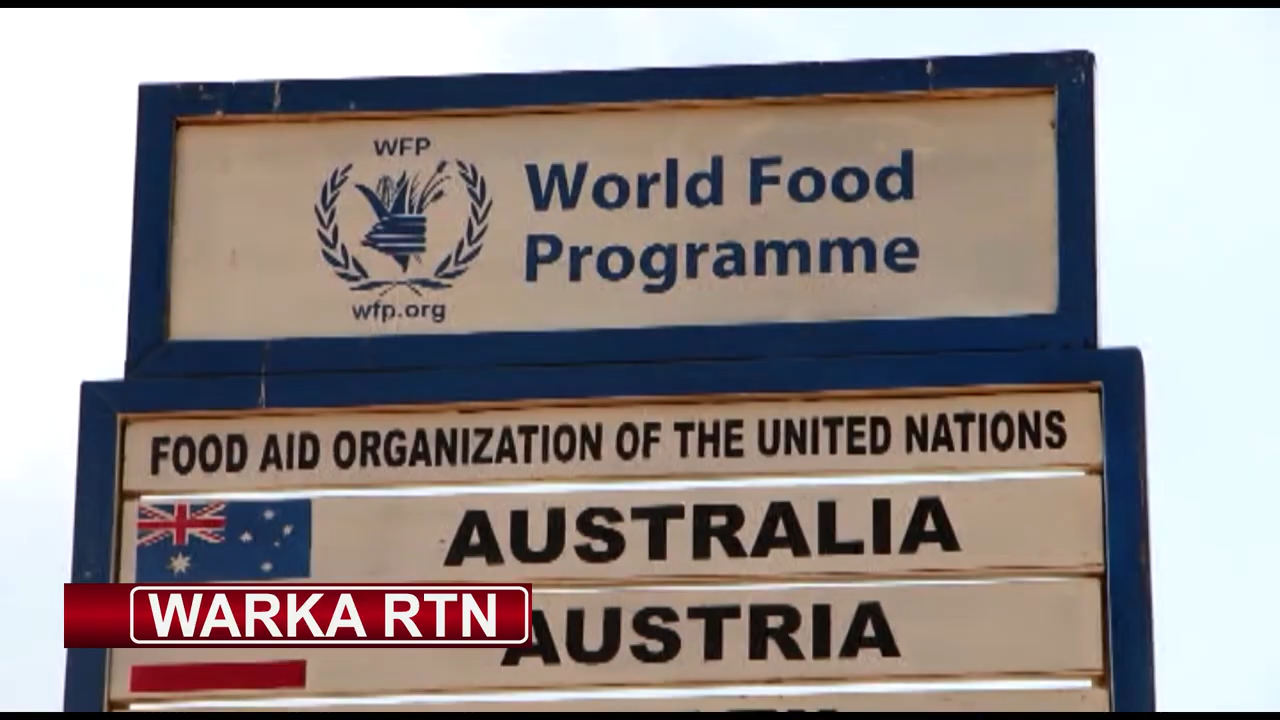 WFP
World Food
Programme
wfp.org
FOOD AID ORGANIZATION OF THE UNITED NATIONS
AUSTRALIA
WARKA RTN
AUSTRIA